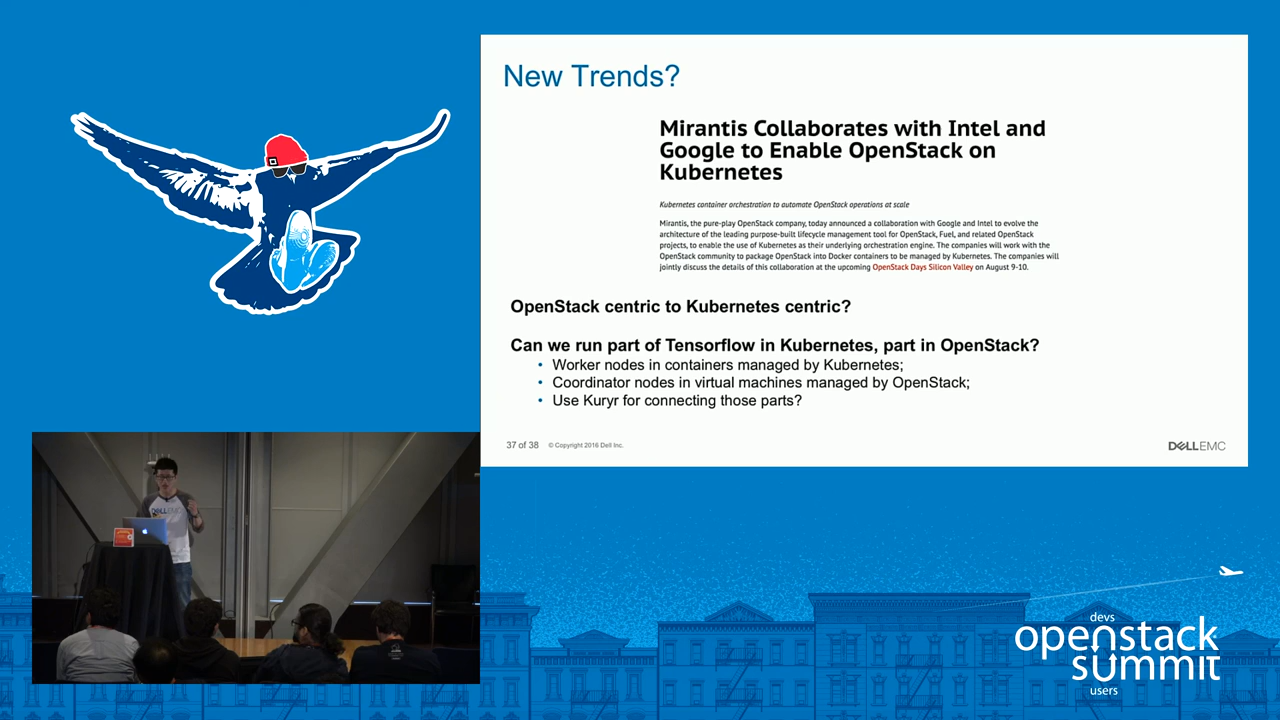 New Trends?
Mirantis Collaborates with Intel and
Google to Enable OpenStack on
Kubernetes
Kubernetes container orchestration to automate OpenStack operations at scale
Mirantis, the pure-play OpenStack company, today announced a collaboration with Google and Intel to evolve the
architecture of the leading purpose-built lifecycle management tool for OpenStack, Fuel, and related OpenStack
projects, to enable the use of Kubernetes as their underlying orchestration engine. The companies will work with the
OpenStack community to package OpenStack into Docker containers to be managed by Kubernetes. The companies will
jointly discuss the details of this collaboration at the upcoming OpenStack Days Silicon Valley on August 9-10.
OpenStack centric to Kubernetes centric?
Can we run part of Tensorflow in Kubernetes, part in OpenStack?
• Worker nodes in containers managed by Kubernetes;
• Coordinator nodes in virtual machines managed by OpenStack;
• Use Kuryr for connecting those parts?
37 of 38 © Copyright 2016 Dell Inc.
DELLEMC
DELLEMC
devs
openstack
summit
users